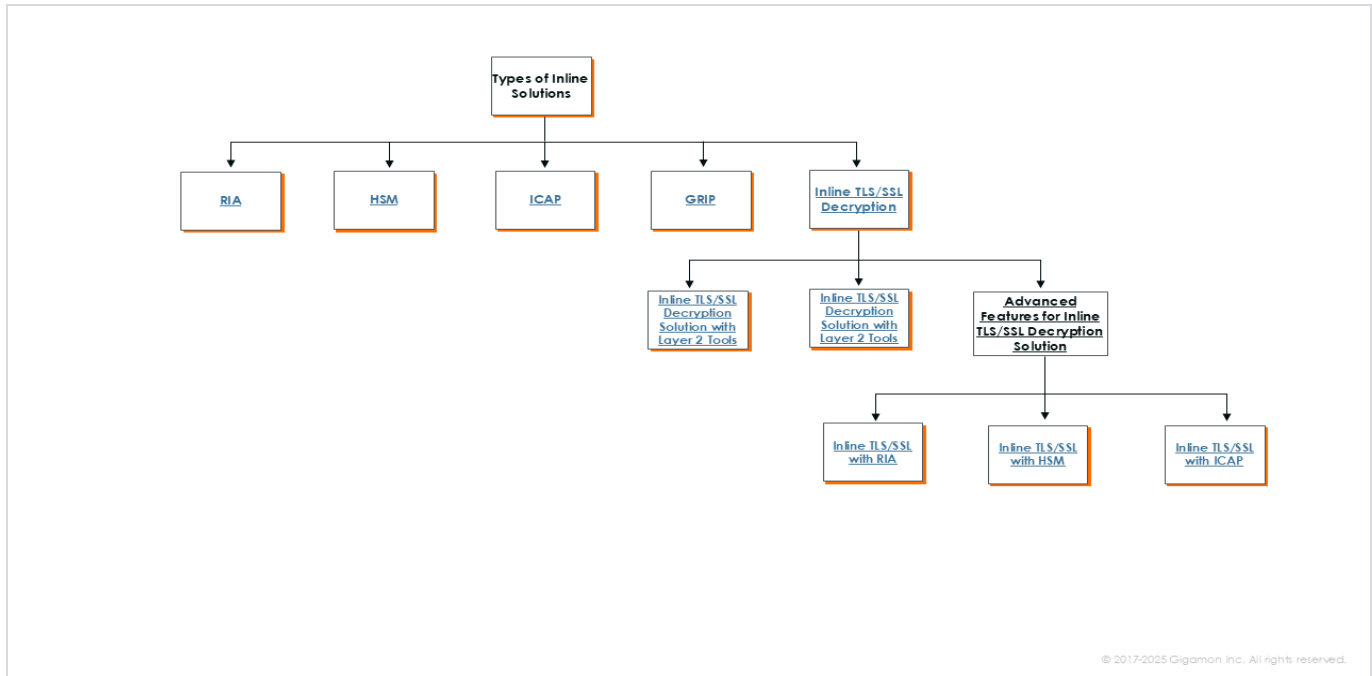 Types of Inline
Solutions
RIA
HSM
ICAP
GRIP
Inline TLS/SSL
Decryption
Inline TLS/SSL
Decryption
Solution with
Layer 2 Tools
Inline TLS/SSL
Decryption
Solution with
Layer 2 Tools
Advanced
Features for Inline
TLS/SSL Decryption
Solution
Inline TLS/SSL
with RIA
Inline TLS/SSL
with HSM
Inline TLS/SSL
with ICAP
© 2017-2025 Gigamon Inc. All rights reserved.